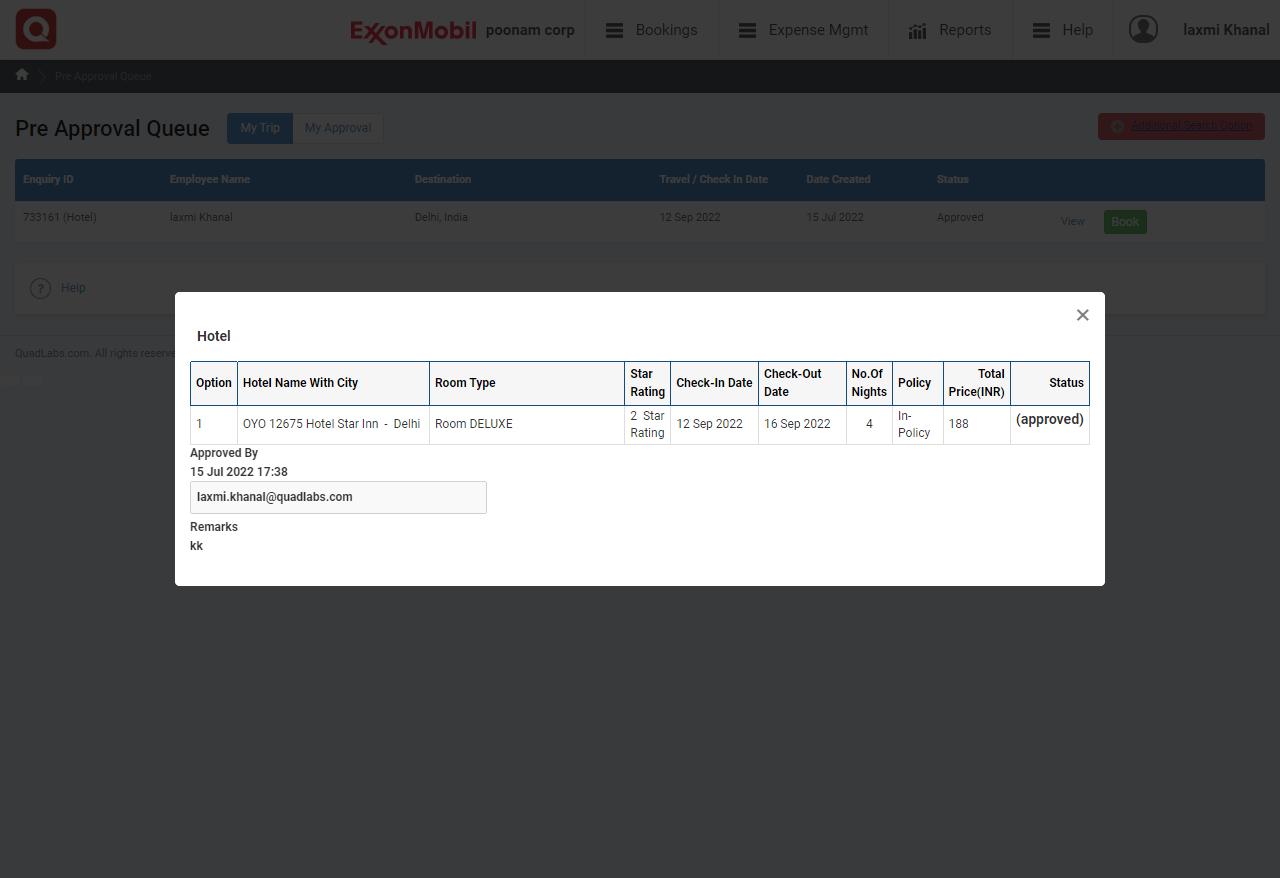 ExxonMobil poonam corp Bookings Expense Mgmt Reports Help laxmi Khanal
Pre Approval Queue
Pre Approval Queue My Trip My Approval Additional Search Option
Enquiry ID Employee Name Destination Travel / Check In Date Date Created Status
733161 (Hotel) laxmi Khanal Delhi, India 12 Sep 2022 15 Jul 2022 Approved View Book
? Help
QuadLabs.com. All rights reserve
×
Hotel
Option Hotel Name With City Room Type Star Rating Check-In Date Check-Out Date No.Of Nights Policy Total Price(INR) Status
1 OYO 12675 Hotel Star Inn - Delhi Room DELUXE 2 Star Rating 12 Sep 2022 16 Sep 2022 4 In-Policy 188 (approved)
Approved By
15 Jul 2022 17:38
laxmi.khanal@quadlabs.com
Remarks
kk